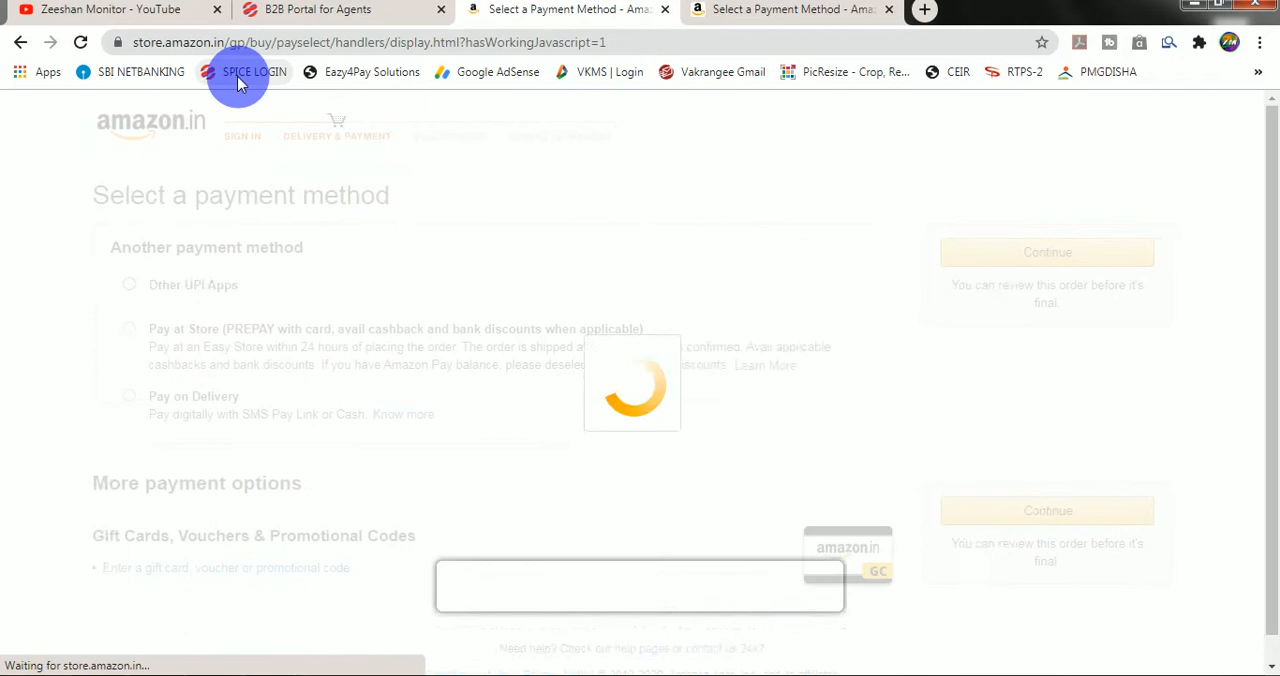 Zeeshan Monitor - YouTube
B2B Portal for Agents
Select a Payment Method - Ama
Select a Payment Method - Ama
store.amazon.in/gp/buy/payselect/handlers/display.html?hasWorkingJavascript=1
Apps
SBI NETBANKING
SPICE LOGIN
Eazy4Pay Solutions
Google AdSense
VKMS | Login
Vakrangee Gmail
PicResize - Crop, Re...
CEIR
RTPS-2
PMGDISHA
»
amazon.in
SIGN IN
DELIVERY & PAYMENT
Select a payment method
Another payment method
Other UPI Apps
Pay at Store (PREPAY with card, avail cashback and bank discounts when applicable)
Pay at an Easy Store within 24 hours of placing the order. The order is shipped confirmed. Avail applicable
cashbacks and bank discounts. If you have Amazon Pay balance, please deselect discounts Learn More
Pay on Delivery
Pay digitally with SMS Pay Link or Cash. Know more
Continue
You can review this order before it's
final.
More payment options
Gift Cards, Vouchers & Promotional Codes
• Enter a gift card, voucher or promotional code
amazon.in
GC
Continue
You can review this order before it's
final
Need help? Check our help pages or contact us 24x7
Waiting for store.amazon.in...